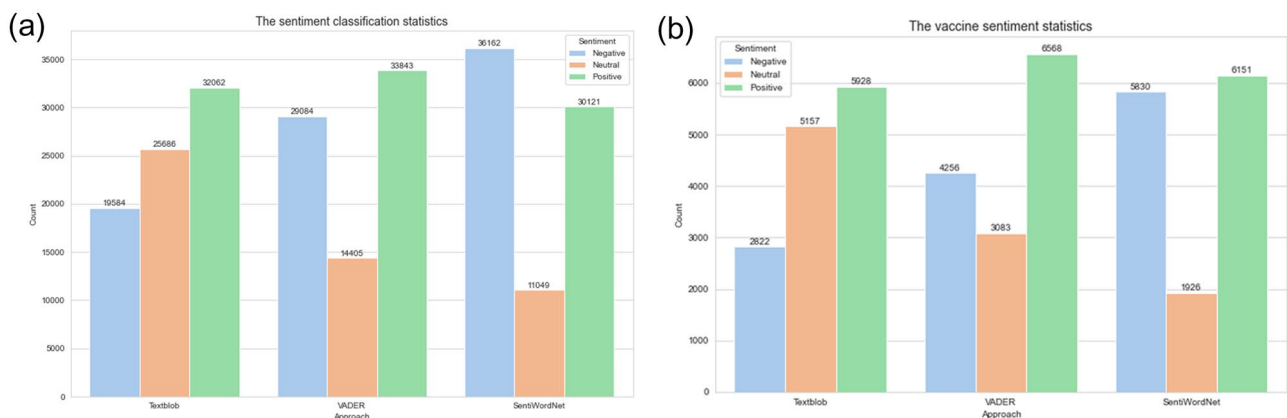 (a)
The sentiment classification statistics
Sentiment
Negative
Neutral
Positive
Count
35000
30000
25000
20000
15000
10000
5000
0
19584
25686
32062
29084
14405
33843
36162
11049
30121
Textblob
VADER
SentiWordNet
Approach
(b)
The vaccine sentiment statistics
Sentiment
Negative
Neutral
Positive
Count
6000
5000
4000
3000
2000
1000
0
2822
5157
5928
4256
3083
6568
5830
1926
6151
Textblob
VADER
SentiWordNet
Approach